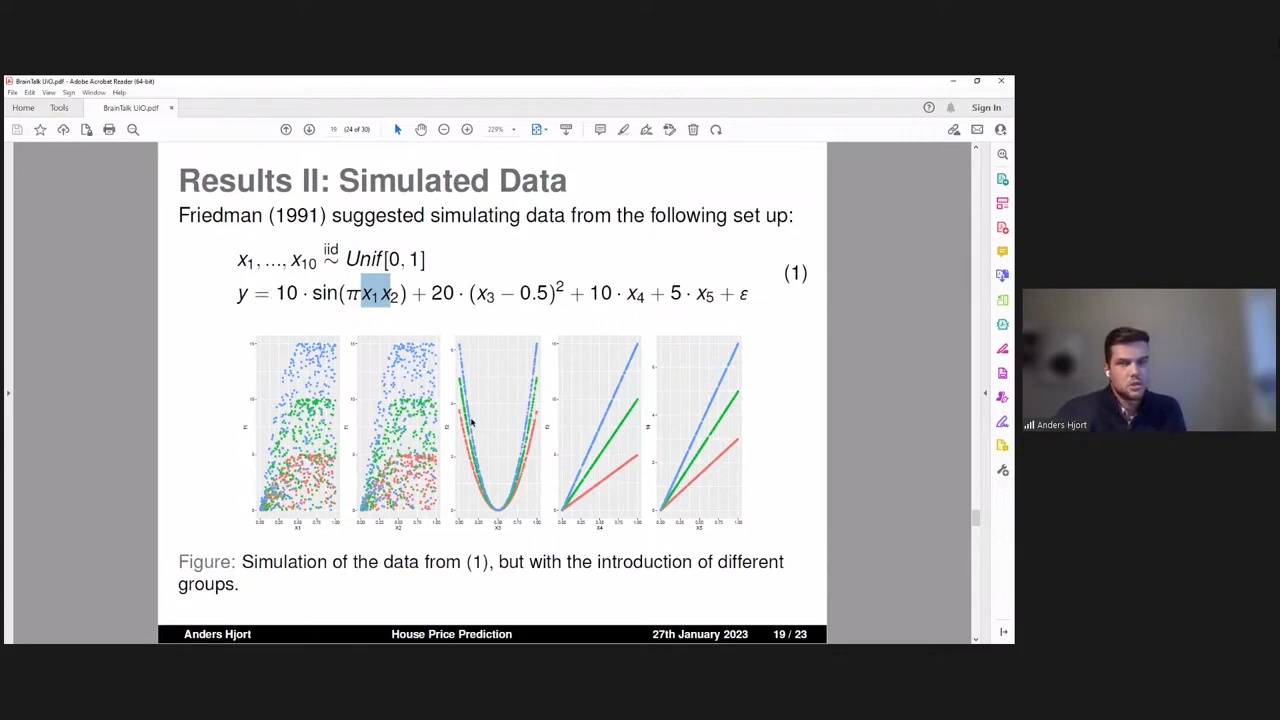 BrainTalk UiO.pdf - Adobe Acrobat Reader (64-bit)
File Edit View Sign Window Help
Home Tools BrainTalk UiO.pdf × Sign In
19 (24 of 30) 229%
Results II: Simulated Data
Friedman (1991) suggested simulating data from the following set up:
x₁, ..., x₁₀ iid ~ Unif[0, 1]
(1)
y = 10 · sin(πx₁x₂) + 20 · (x₃ − 0.5)² + 10 · x₄ + 5 · x₅ + ε
Figure: Simulation of the data from (1), but with the introduction of different
groups.
Anders Hjort House Price Prediction 27th January 2023 19 / 23
Anders Hjort